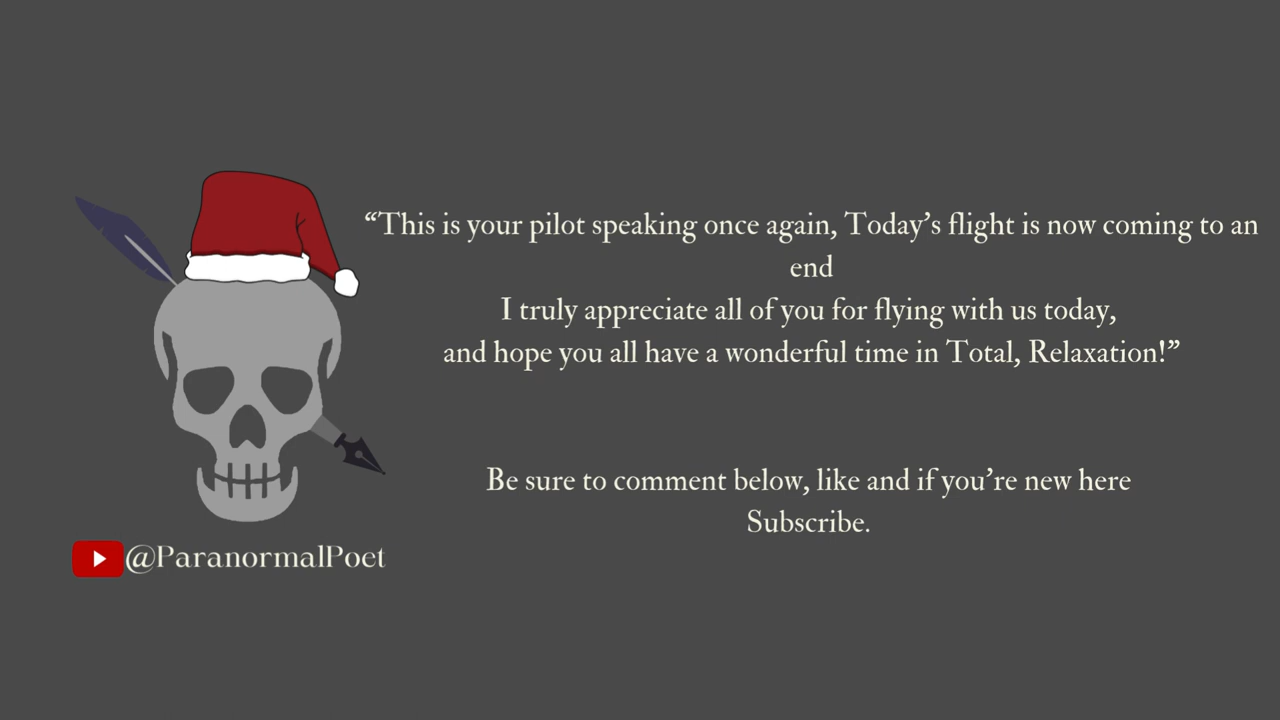 “This is your pilot speaking once again, Today’s flight is now coming to an
end
I truly appreciate all of you for flying with us today,
and hope you all have a wonderful time in Total, Relaxation!”
Be sure to comment below, like and if you’re new here
Subscribe.
@ParanormalPoet